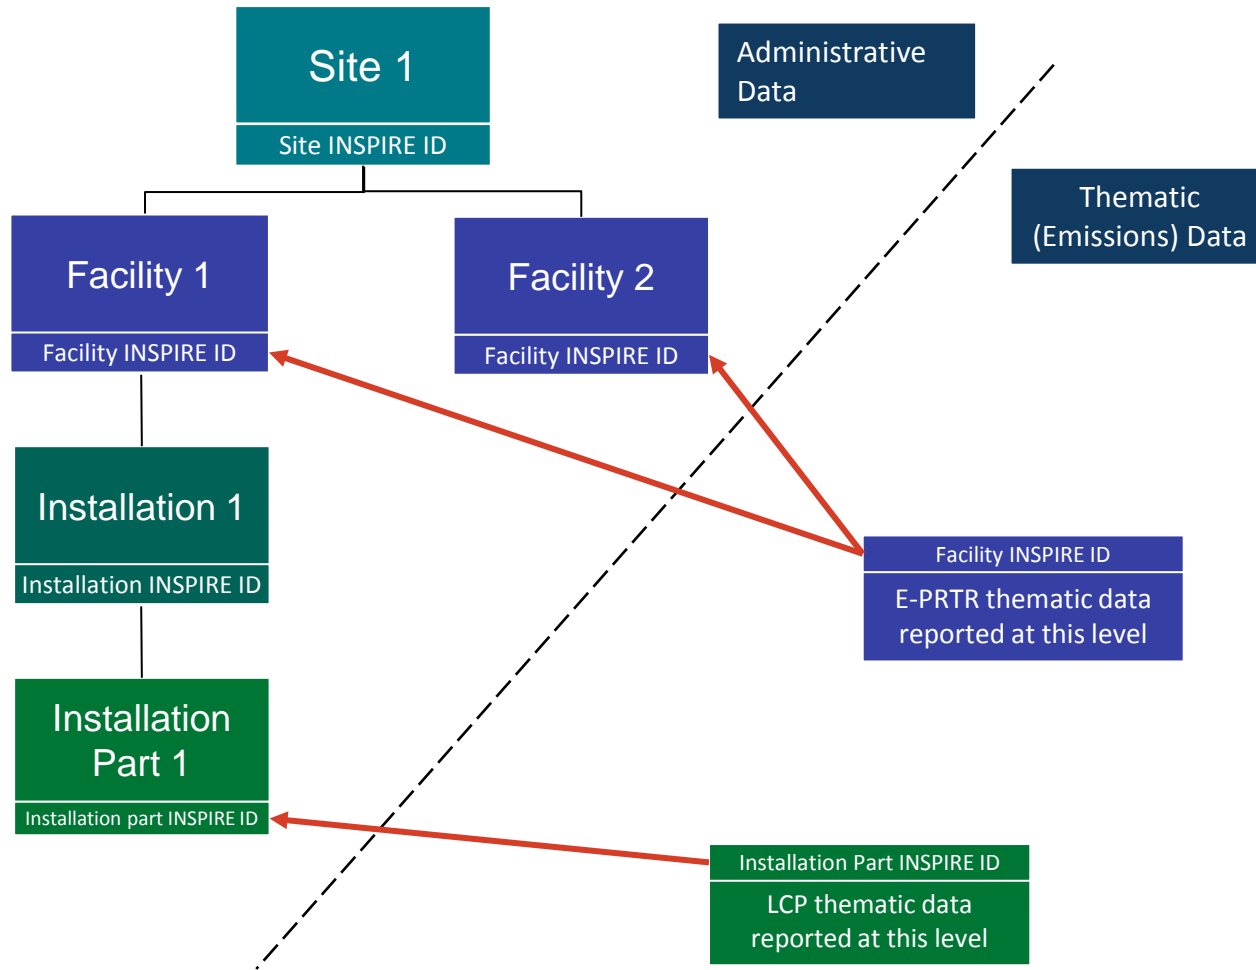 Site 1
Site INSPIRE ID
Administrative
Data
Thematic
(Emissions) Data
Facility 1
Facility INSPIRE ID
Facility 2
Facility INSPIRE ID
Installation 1
Installation INSPIRE ID
Facility INSPIRE ID
E-PRTR thematic data
reported at this level
Installation
Part 1
Installation part INSPIRE ID
Installation Part INSPIRE ID
LCP thematic data
reported at this level